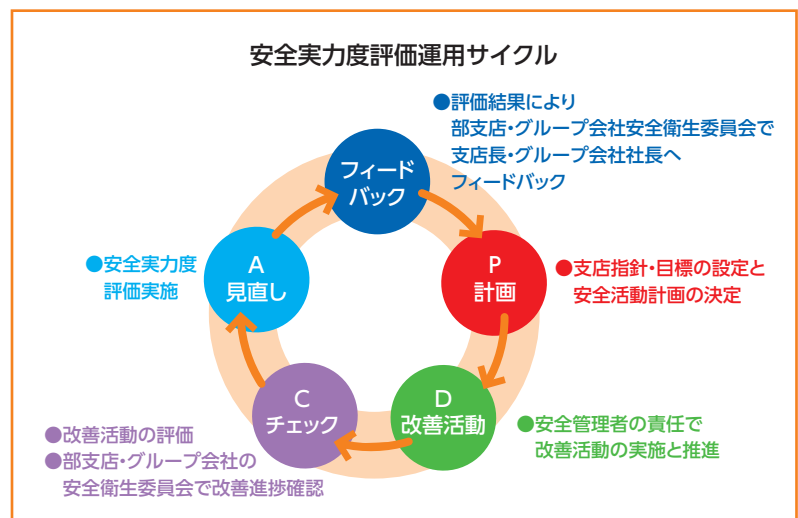 安全実力度評価運用サイクル
フィード
バック
●評価結果により
部支店・グループ会社安全衛生委員会で
支店長・グループ会社社長へ
フィードバック
P
計画
●支店指針・目標の設定と
安全活動計画の決定
D
改善活動
●安全管理者の責任で
改善活動の実施と推進
C
チェック
●改善活動の評価
●部支店・グループ会社の
安全衛生委員会で改善進捗確認
A
見直し
●安全実力度
評価実施